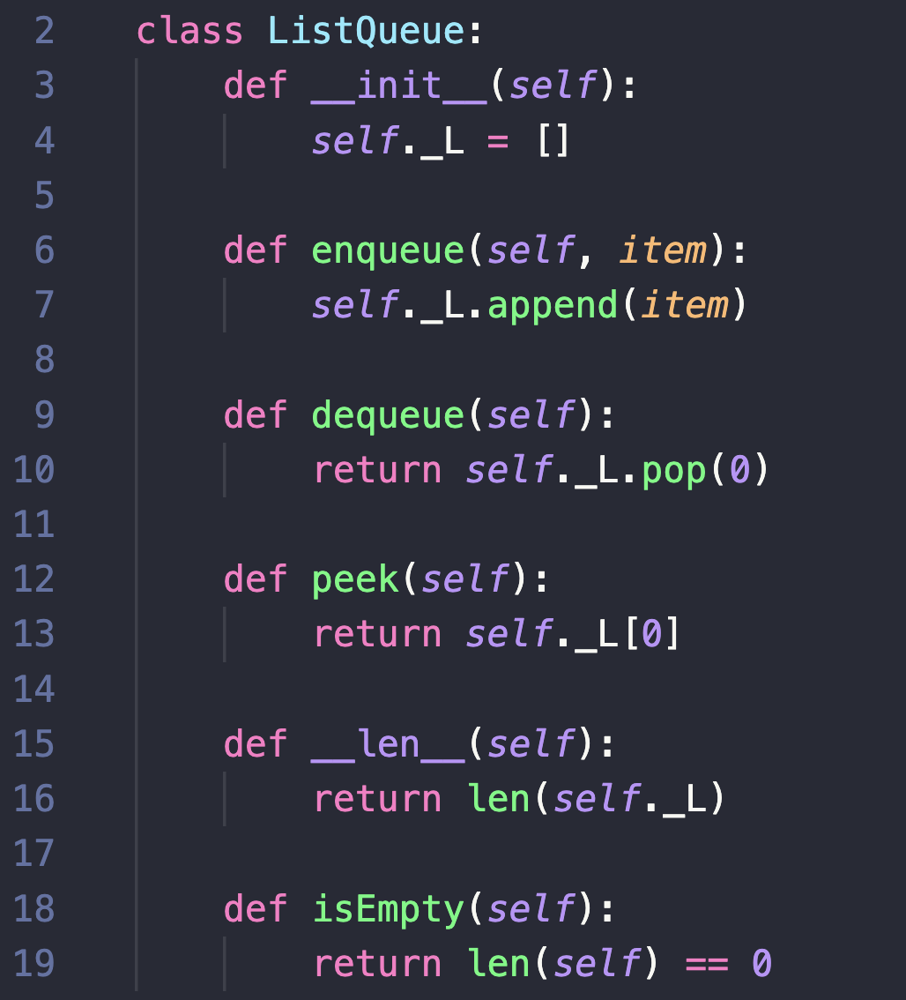 2 class ListQueue:
3     def __init__(self):
4         self._L = []
5
6     def enqueue(self, item):
7         self._L.append(item)
8
9     def dequeue(self):
10         return self._L.pop(0)
11
12     def peek(self):
13         return self._L[0]
14
15     def __len__(self):
16         return len(self._L)
17
18     def isEmpty(self):
19         return len(self) == 0